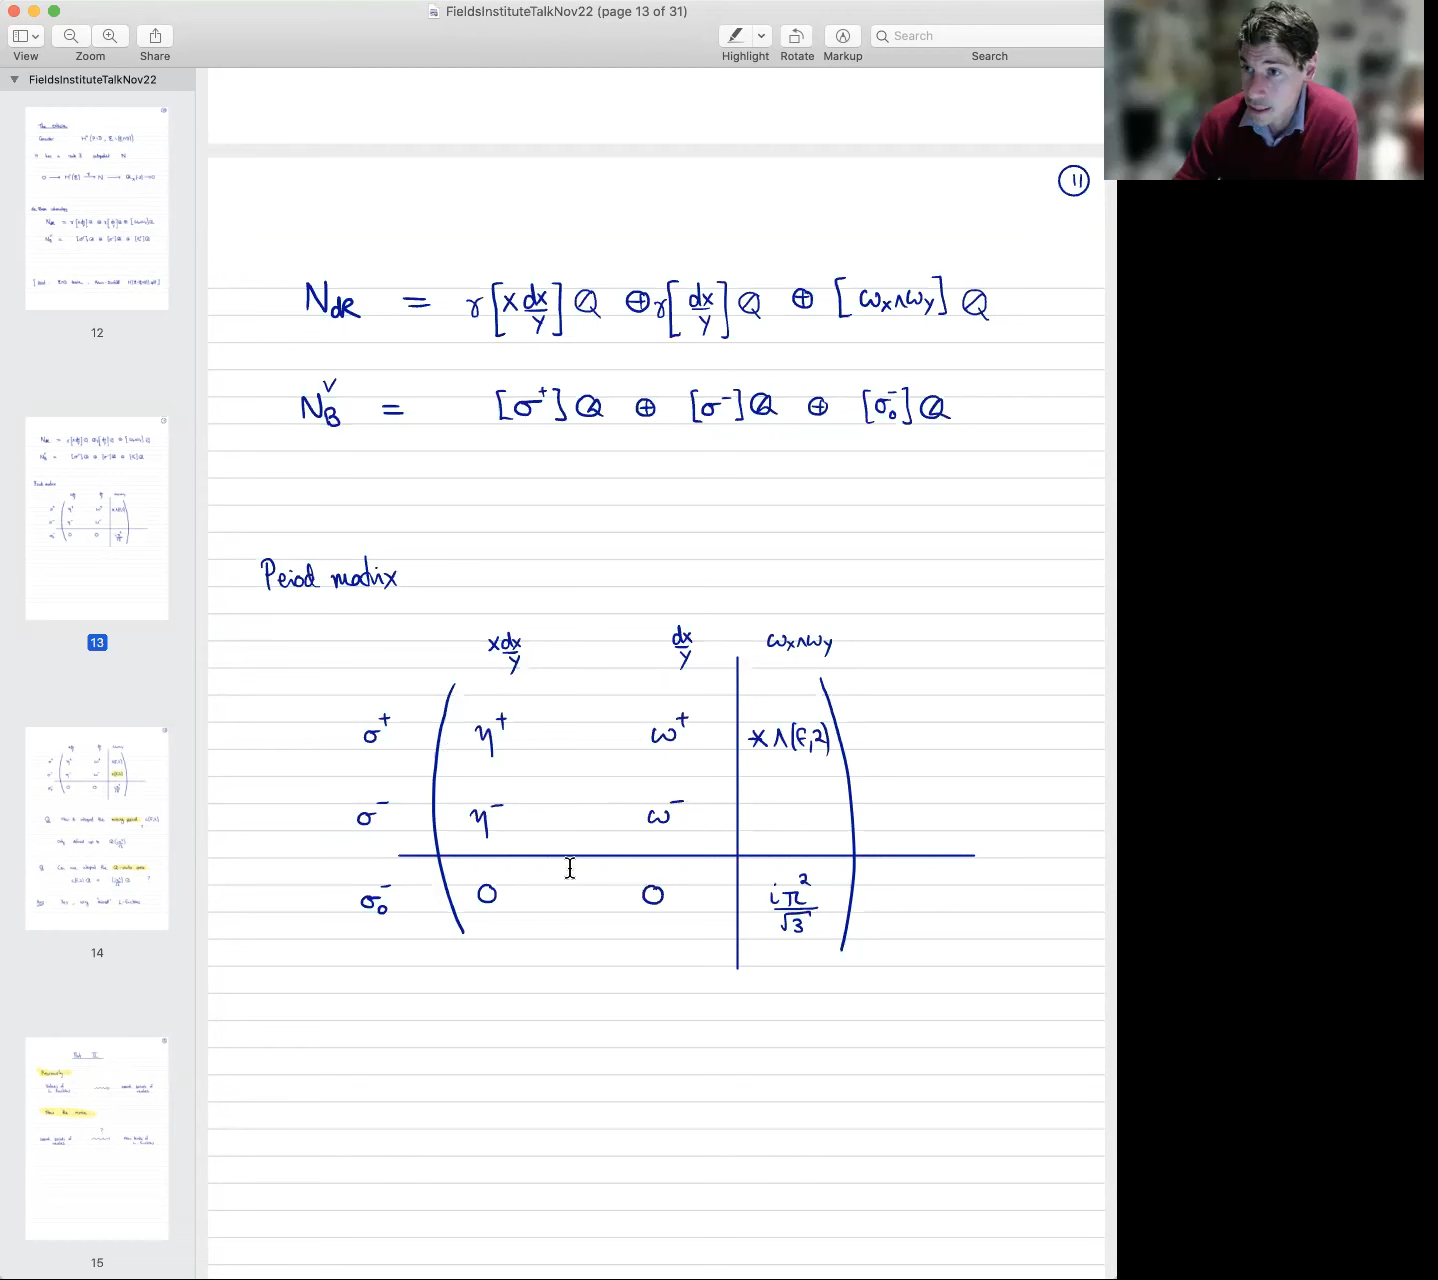 FieldsInstituteTalkNov22 (page 13 of 31)
View Zoom Share Highlight Rotate Markup Search Search
FieldsInstituteTalkNov22
12
13
14
15
11
N_dR = γ[x dx/y]ℚ ⊕ γ[dx/y]ℚ ⊕ [ω_x∧ω_y]ℚ
N_B^∨ = [σ^+]ℚ ⊕ [σ^-]ℚ ⊕ [σ_0^-]ℚ
Period matrix
x dx/y dx/y ω_x∧ω_y
σ^+ η^+ ω^+ * Λ(f,2)
σ^- η^- ω^-
σ_0^- 0 0 iπ^2/√3